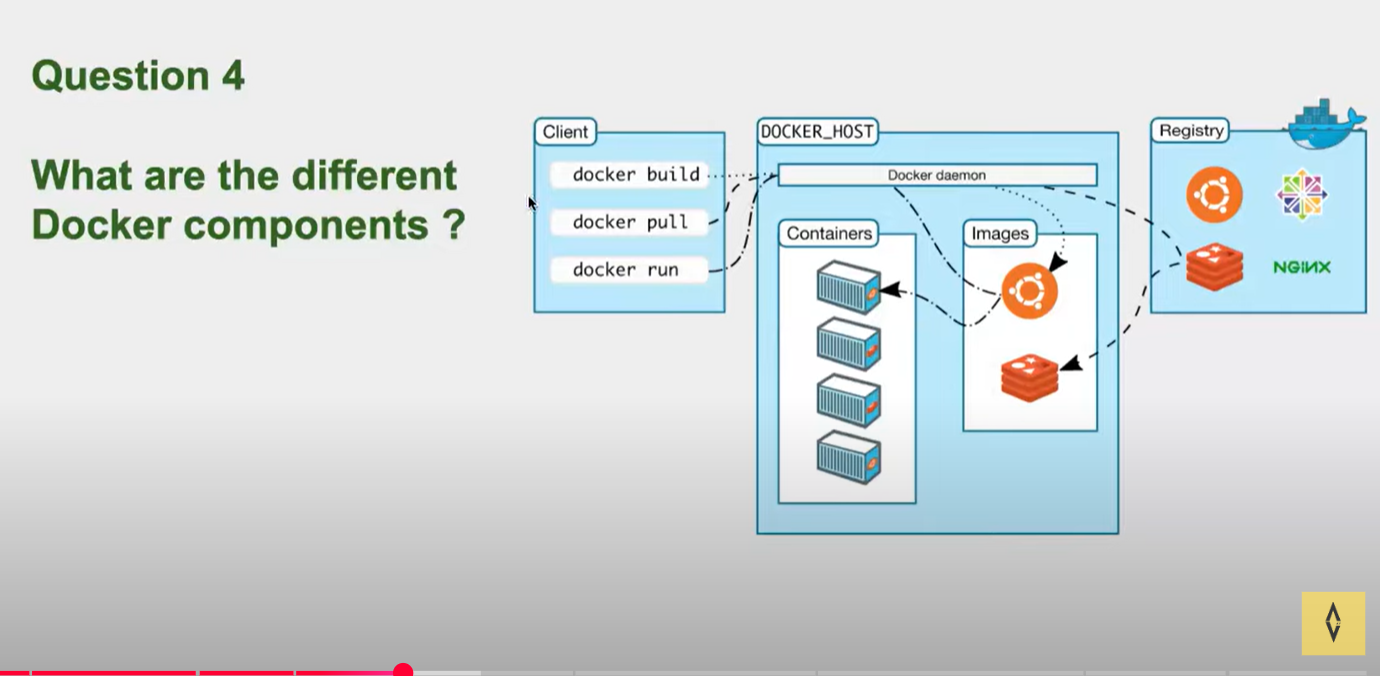 Question 4
What are the different
Docker components ?
Client
docker build
docker pull
docker run
DOCKER_HOST
Docker daemon
Containers
Images
Registry
NGINX